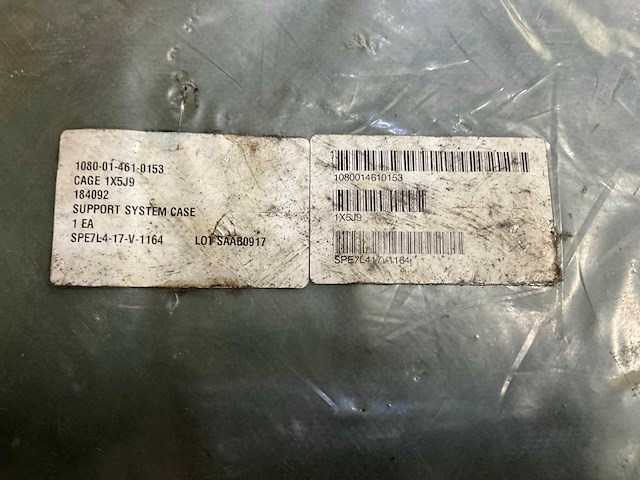 1080-01-461-0153
CAGE 1X5J9
184092
SUPPORT SYSTEM CASE
1 EA
SPE7L4-17-V-1164 LOT SAAB0917
1080014610153
1X5J9
SPE7L417V1164